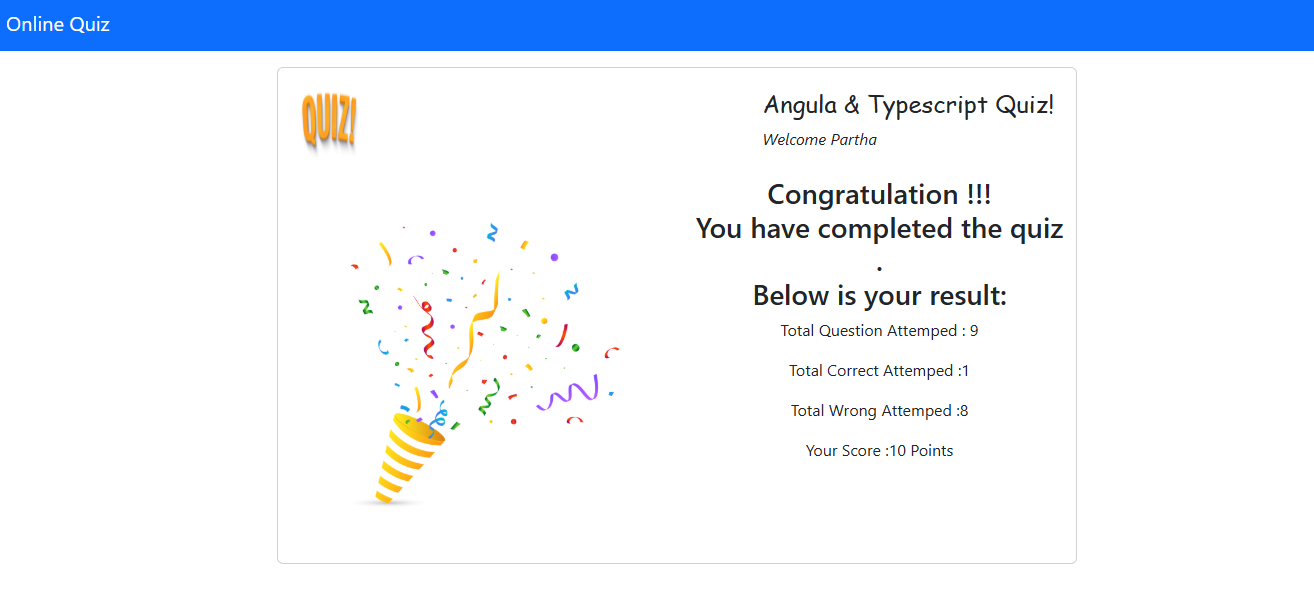 Online Quiz
QUIZ!
Angula & Typescript Quiz!
Welcome Partha
Congratulation !!!
You have completed the quiz
.
Below is your result:
Total Question Attemped : 9
Total Correct Attemped :1
Total Wrong Attemped :8
Your Score :10 Points